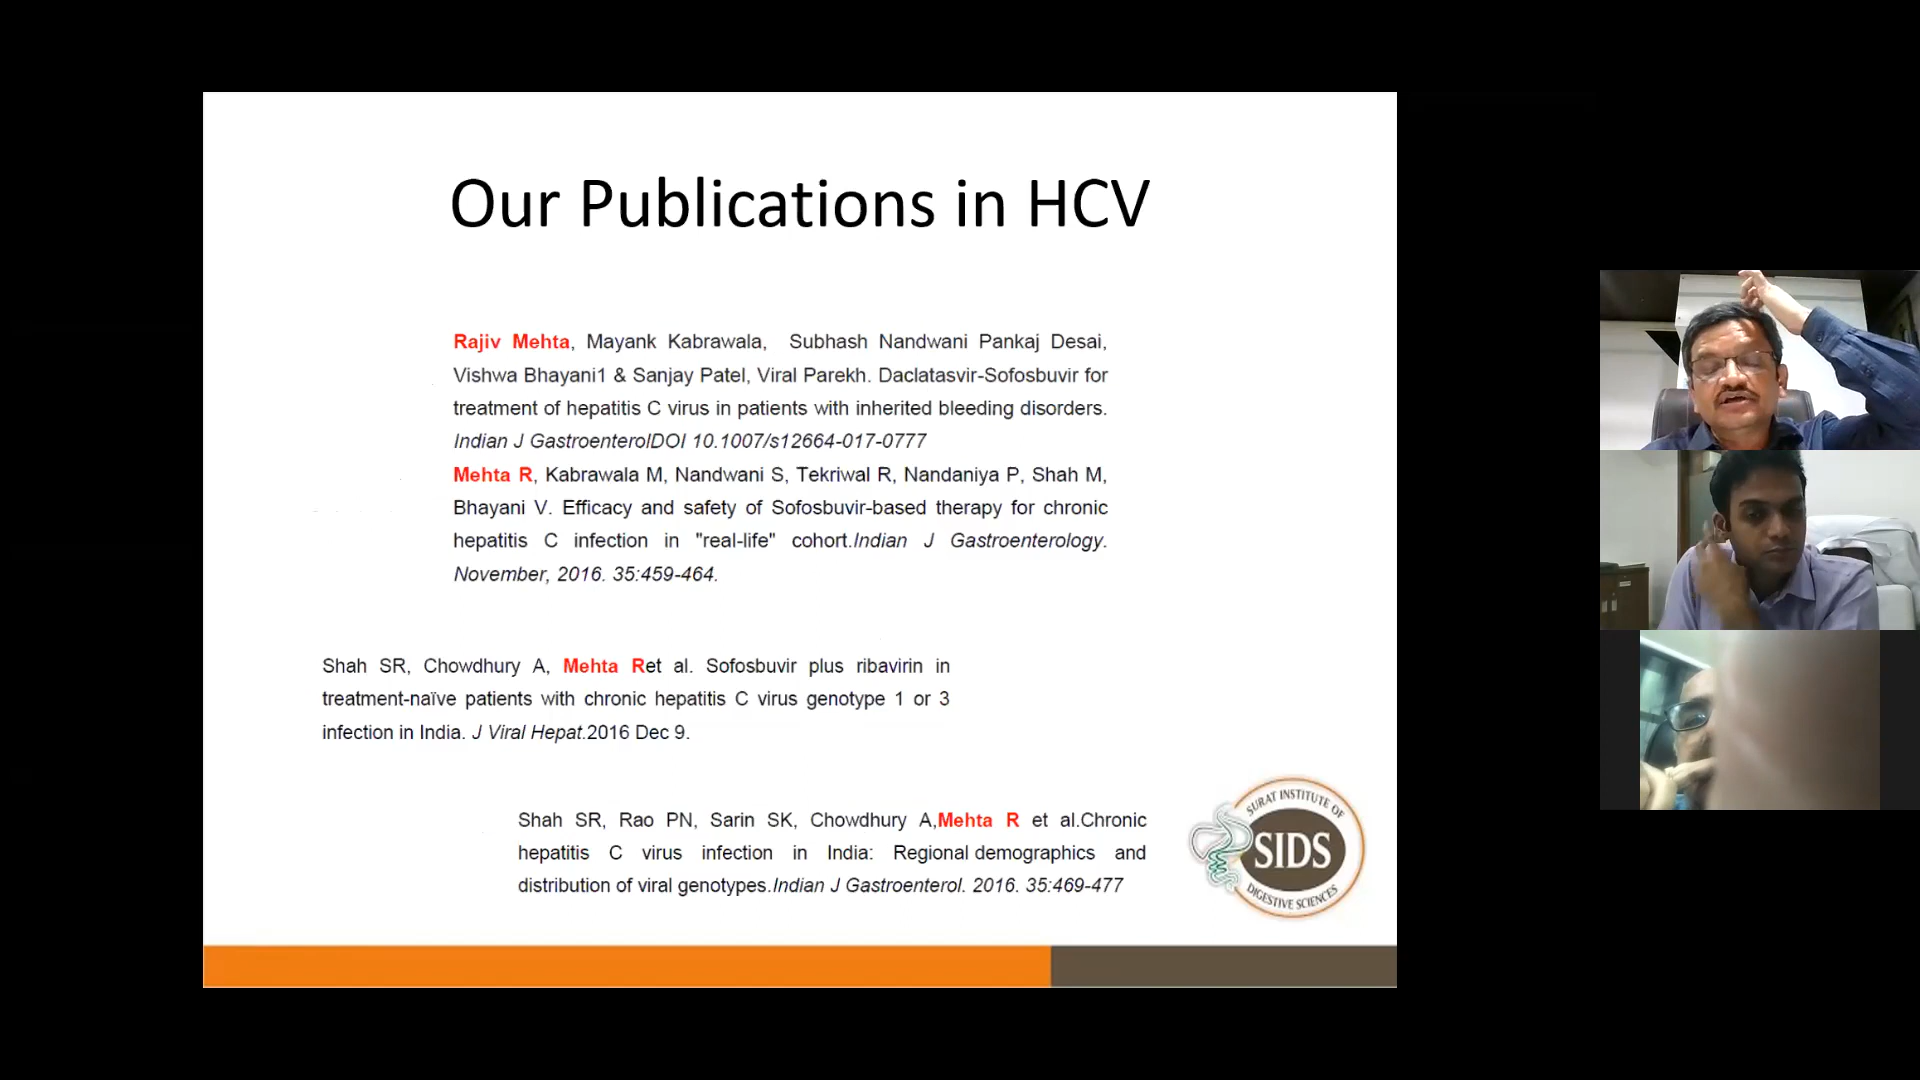 Our Publications in HCV
Rajiv Mehta, Mayank Kabrawala, Subhash Nandwani Pankaj Desai,
Vishwa Bhayani1 & Sanjay Patel, Viral Parekh. Daclatasvir-Sofosbuvir for
treatment of hepatitis C virus in patients with inherited bleeding disorders.
Indian J GastroenterolDOI 10.1007/s12664-017-0777
Mehta R, Kabrawala M, Nandwani S, Tekriwal R, Nandaniya P, Shah M,
Bhayani V. Efficacy and safety of Sofosbuvir-based therapy for chronic
hepatitis C infection in "real-life" cohort.Indian J Gastroenterology.
November, 2016. 35:459-464.
Shah SR, Chowdhury A, Mehta Ret al. Sofosbuvir plus ribavirin in
treatment-naïve patients with chronic hepatitis C virus genotype 1 or 3
infection in India. J Viral Hepat.2016 Dec 9.
Shah SR, Rao PN, Sarin SK, Chowdhury A,Mehta R et al.Chronic
hepatitis C virus infection in India: Regional demographics and
distribution of viral genotypes.Indian J Gastroenterol. 2016. 35:469-477
SURAT INSTITUTE OF
SIDS
DIGESTIVE SCIENCES